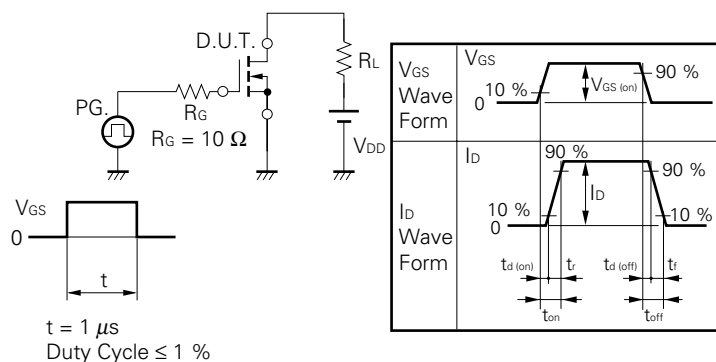 D.U.T.
RL
PG.
RG
RG = 10 Ω
VDD
VGS
0
t
t = 1 μs
Duty Cycle ≤ 1 %
VGS
Wave
Form
VGS
10 %
0
VGS (on)
90 %
ID
Wave
Form
ID
90 %
90 %
10 %
0
ID
10 %
td (on)
tr
td (off)
tf
ton
toff